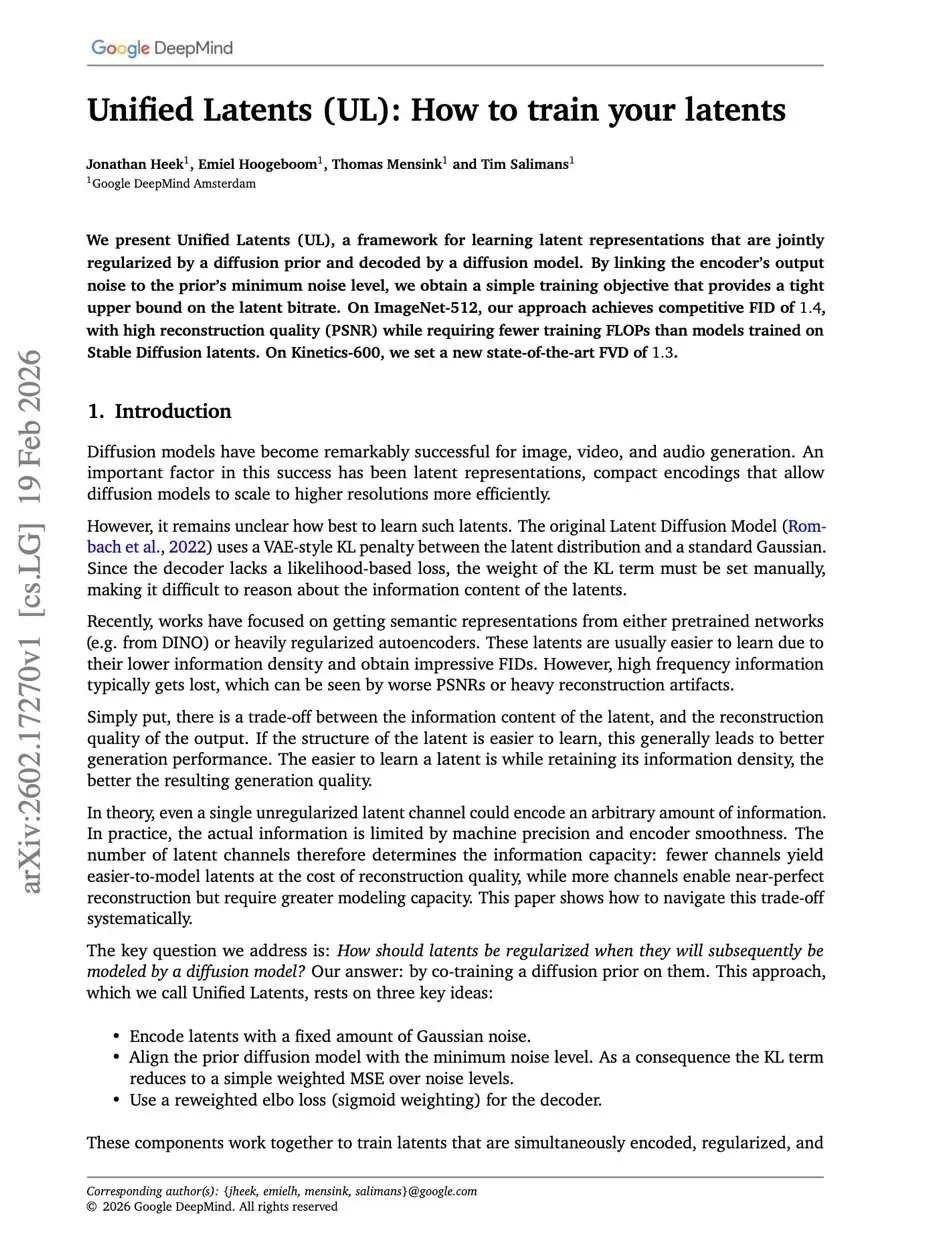 Google DeepMind
Unified Latents (UL): How to train your latents
Jonathan Heek¹, Emiel Hoogeboom¹, Thomas Mensink¹ and Tim Salimans¹
¹Google DeepMind Amsterdam
We present Unified Latents (UL), a framework for learning latent representations that are jointly
regularized by a diffusion prior and decoded by a diffusion model. By linking the encoder's output
noise to the prior's minimum noise level, we obtain a simple training objective that provides a tight
upper bound on the latent bitrate. On ImageNet-512, our approach achieves competitive FID of 1.4,
with high reconstruction quality (PSNR) while requiring fewer training FLOPs than models trained on
Stable Diffusion latents. On Kinetics-600, we set a new state-of-the-art FVD of 1.3.
1. Introduction
Diffusion models have become remarkably successful for image, video, and audio generation. An
important factor in this success has been latent representations, compact encodings that allow
diffusion models to scale to higher resolutions more efficiently.
However, it remains unclear how best to learn such latents. The original Latent Diffusion Model (Rom-
bach et al., 2022) uses a VAE-style KL penalty between the latent distribution and a standard Gaussian.
Since the decoder lacks a likelihood-based loss, the weight of the KL term must be set manually,
making it difficult to reason about the information content of the latents.
Recently, works have focused on getting semantic representations from either pretrained networks
(e.g. from DINO) or heavily regularized autoencoders. These latents are usually easier to learn due to
their lower information density and obtain impressive FIDs. However, high frequency information
typically gets lost, which can be seen by worse PSNRs or heavy reconstruction artifacts.
Simply put, there is a trade-off between the information content of the latent, and the reconstruction
quality of the output. If the structure of the latent is easier to learn, this generally leads to better
generation performance. The easier to learn a latent is while retaining its information density, the
better the resulting generation quality.
In theory, even a single unregularized latent channel could encode an arbitrary amount of information.
In practice, the actual information is limited by machine precision and encoder smoothness. The
number of latent channels therefore determines the information capacity: fewer channels yield
easier-to-model latents at the cost of reconstruction quality, while more channels enable near-perfect
reconstruction but require greater modeling capacity. This paper shows how to navigate this trade-off
systematically.
The key question we address is: How should latents be regularized when they will subsequently be
modeled by a diffusion model? Our answer: by co-training a diffusion prior on them. This approach,
which we call Unified Latents, rests on three key ideas:
• Encode latents with a fixed amount of Gaussian noise.
• Align the prior diffusion model with the minimum noise level. As a consequence the KL term
reduces to a simple weighted MSE over noise levels.
• Use a reweighted elbo loss (sigmoid weighting) for the decoder.
These components work together to train latents that are simultaneously encoded, regularized, and
Corresponding author(s): {jheek, emielh, mensink, salimans}@google.com
© 2026 Google DeepMind. All rights reserved
arXiv:2602.17270v1 [cs.LG] 19 Feb 2026